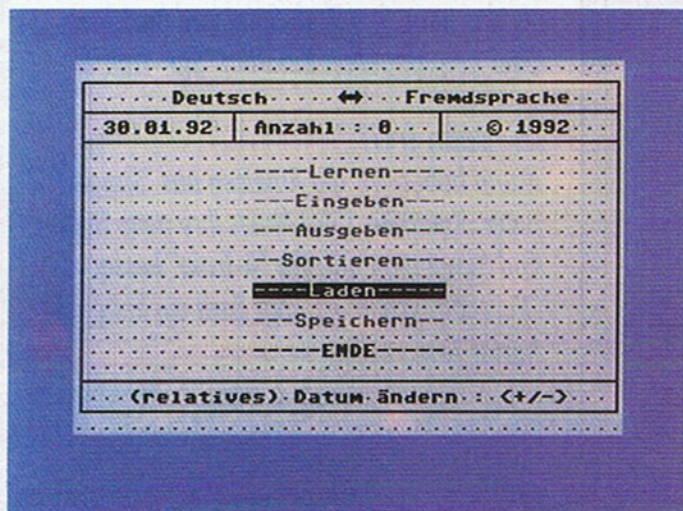 Deutsch ↔ Fremdsprache
30.01.92 Anzahl : 0 © 1992
----Lernen----
---Eingeben---
---Ausgeben---
--Sortieren---
----Laden-----
---Speichern--
-----ENDE-----
(relatives) Datum ändern : <+/->